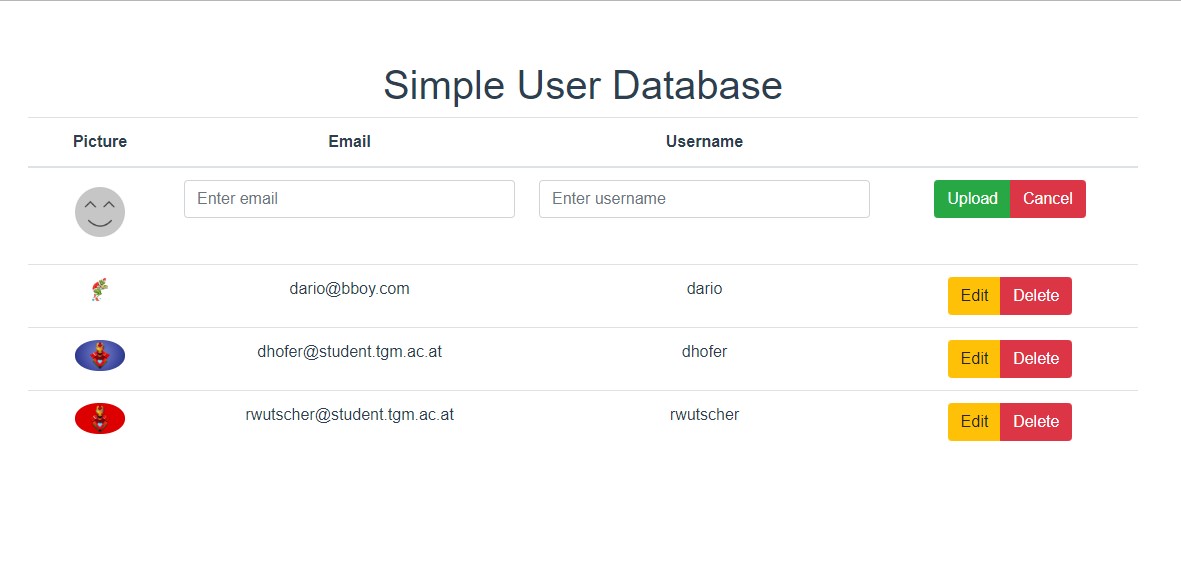 Simple User Database
Picture Email Username
Enter email Enter username Upload Cancel
dario@bboy.com dario Edit Delete
dhofer@student.tgm.ac.at dhofer Edit Delete
rwutscher@student.tgm.ac.at rwutscher Edit Delete